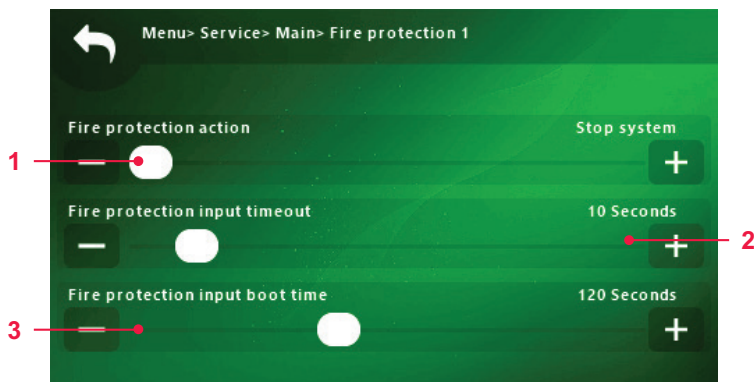 Menu> Service> Main> Fire protection 1
Fire protection action Stop system
1
Fire protection input timeout 10 Seconds
2
Fire protection input boot time 120 Seconds
3